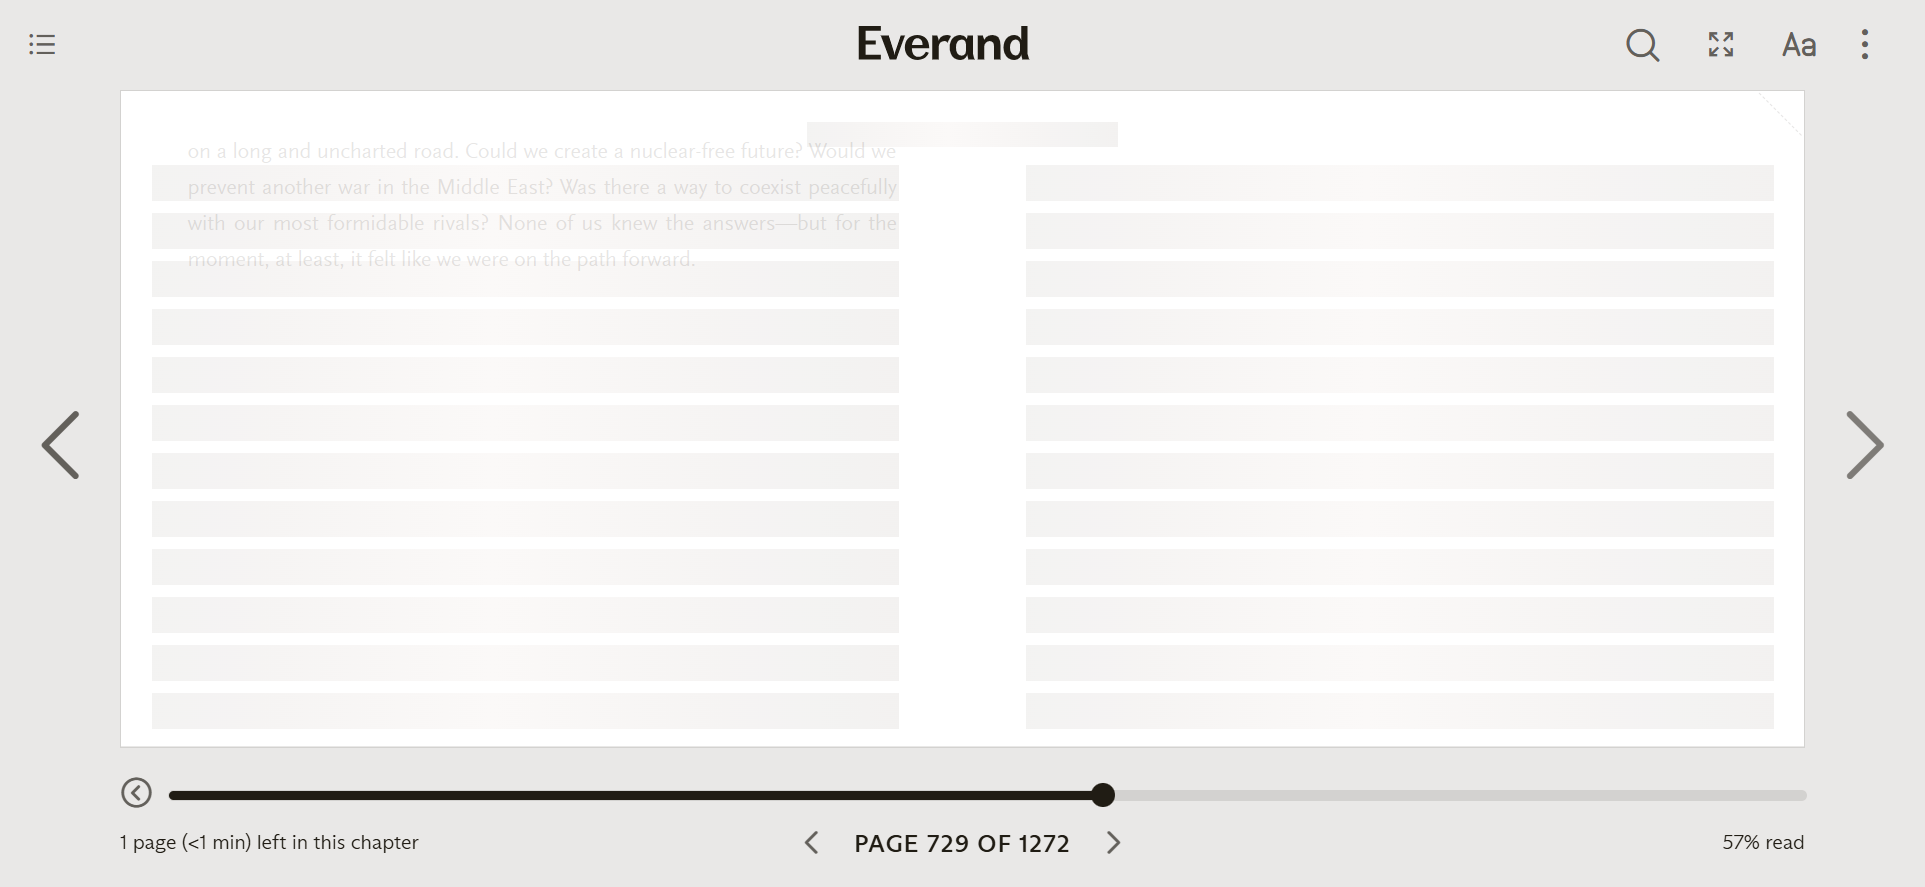 Everand
Aa
on a long and uncharted road. Could we create a nuclear-free future? Would we
prevent another war in the Middle East? Was there a way to coexist peacefully
with our most formidable rivals? None of us knew the answers—but for the
moment, at least, it felt like we were on the path forward.
1 page (<1 min) left in this chapter
PAGE 729 OF 1272
57% read